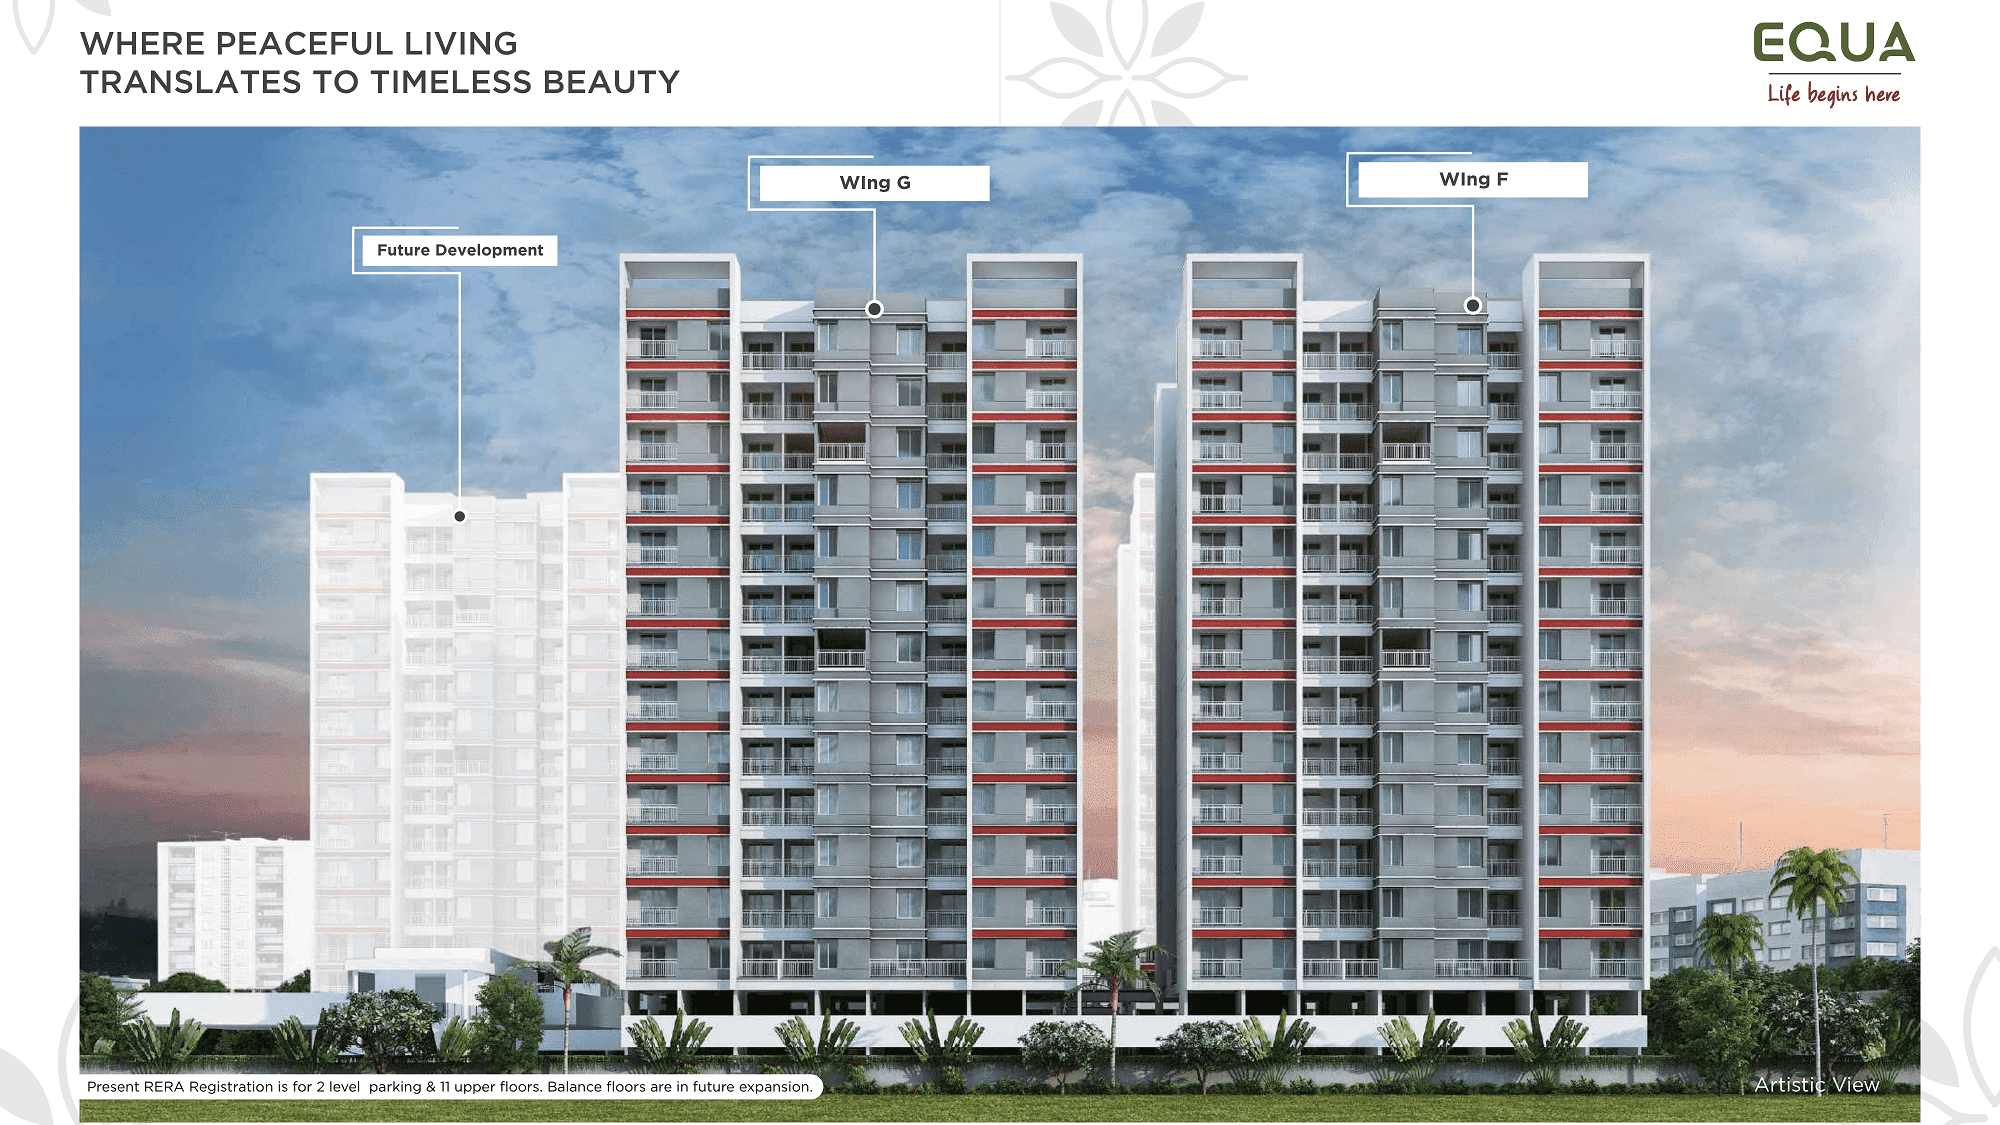 WHERE PEACEFUL LIVING
TRANSLATES TO TIMELESS BEAUTY
EQUA
Life begins here
WIng G
WIng F
Future Development
Present RERA Registration is for 2 level parking & 11 upper floors. Balance floors are in future expansion.
Artistic View